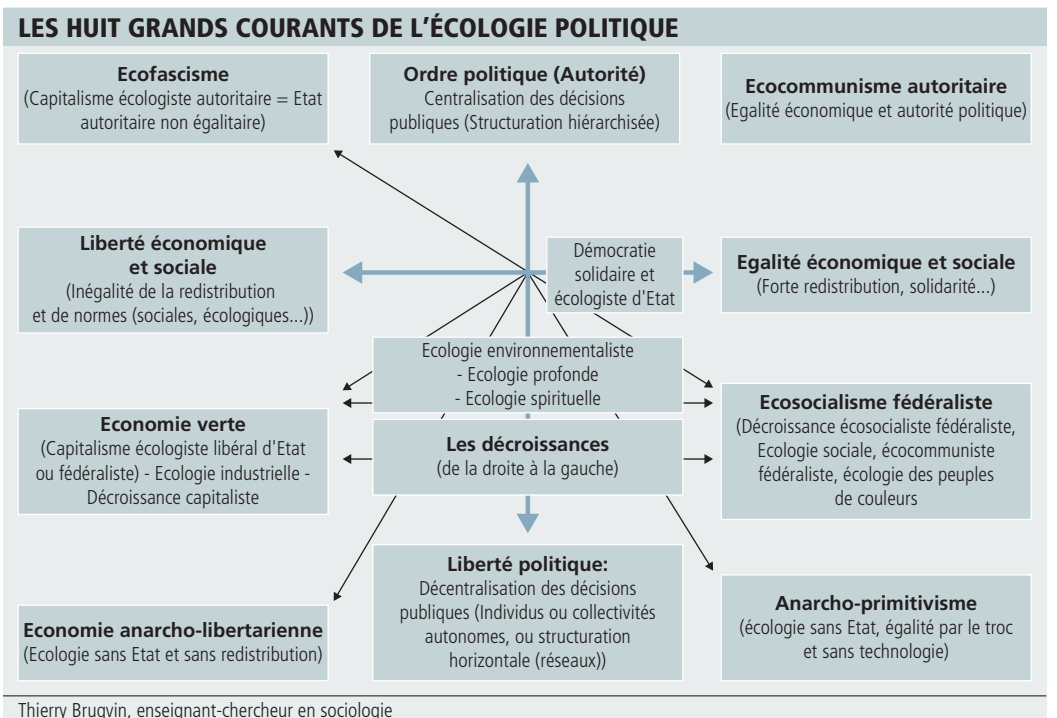 LES HUIT GRANDS COURANTS DE L'ÉCOLOGIE POLITIQUE
Ecofascisme
(Capitalisme écologiste autoritaire = Etat
autoritaire non égalitaire)
Ordre politique (Autorité)
Centralisation des décisions
publiques (Structuration hiérarchisée)
Ecocommunisme autoritaire
(Egalité économique et autorité politique)
Liberté économique
et sociale
(Inégalité de la redistribution
et de normes (sociales, écologiques...))
Démocratie
solidaire et
écologiste d'Etat
Egalité économique et sociale
(Forte redistribution, solidarité...)
Ecologie environnementaliste
- Ecologie profonde
- Ecologie spirituelle
Economie verte
(Capitalisme écologiste libéral d'Etat
ou fédéraliste) - Ecologie industrielle -
Décroissance capitaliste
Les décroissances
(de la droite à la gauche)
Ecosocialisme fédéraliste
(Décroissance écosocialiste fédéraliste,
Ecologie sociale, écocommuniste
fédéraliste, écologie des peuples
de couleurs
Economie anarcho-libertarienne
(Ecologie sans Etat et sans redistribution)
Liberté politique:
Décentralisation des décisions
publiques (Individus ou collectivités
autonomes, ou structuration
horizontale (réseaux))
Anarcho-primitivisme
(écologie sans Etat, égalité par le troc
et sans technologie)
Thierry Brugvin, enseignant-chercheur en sociologie